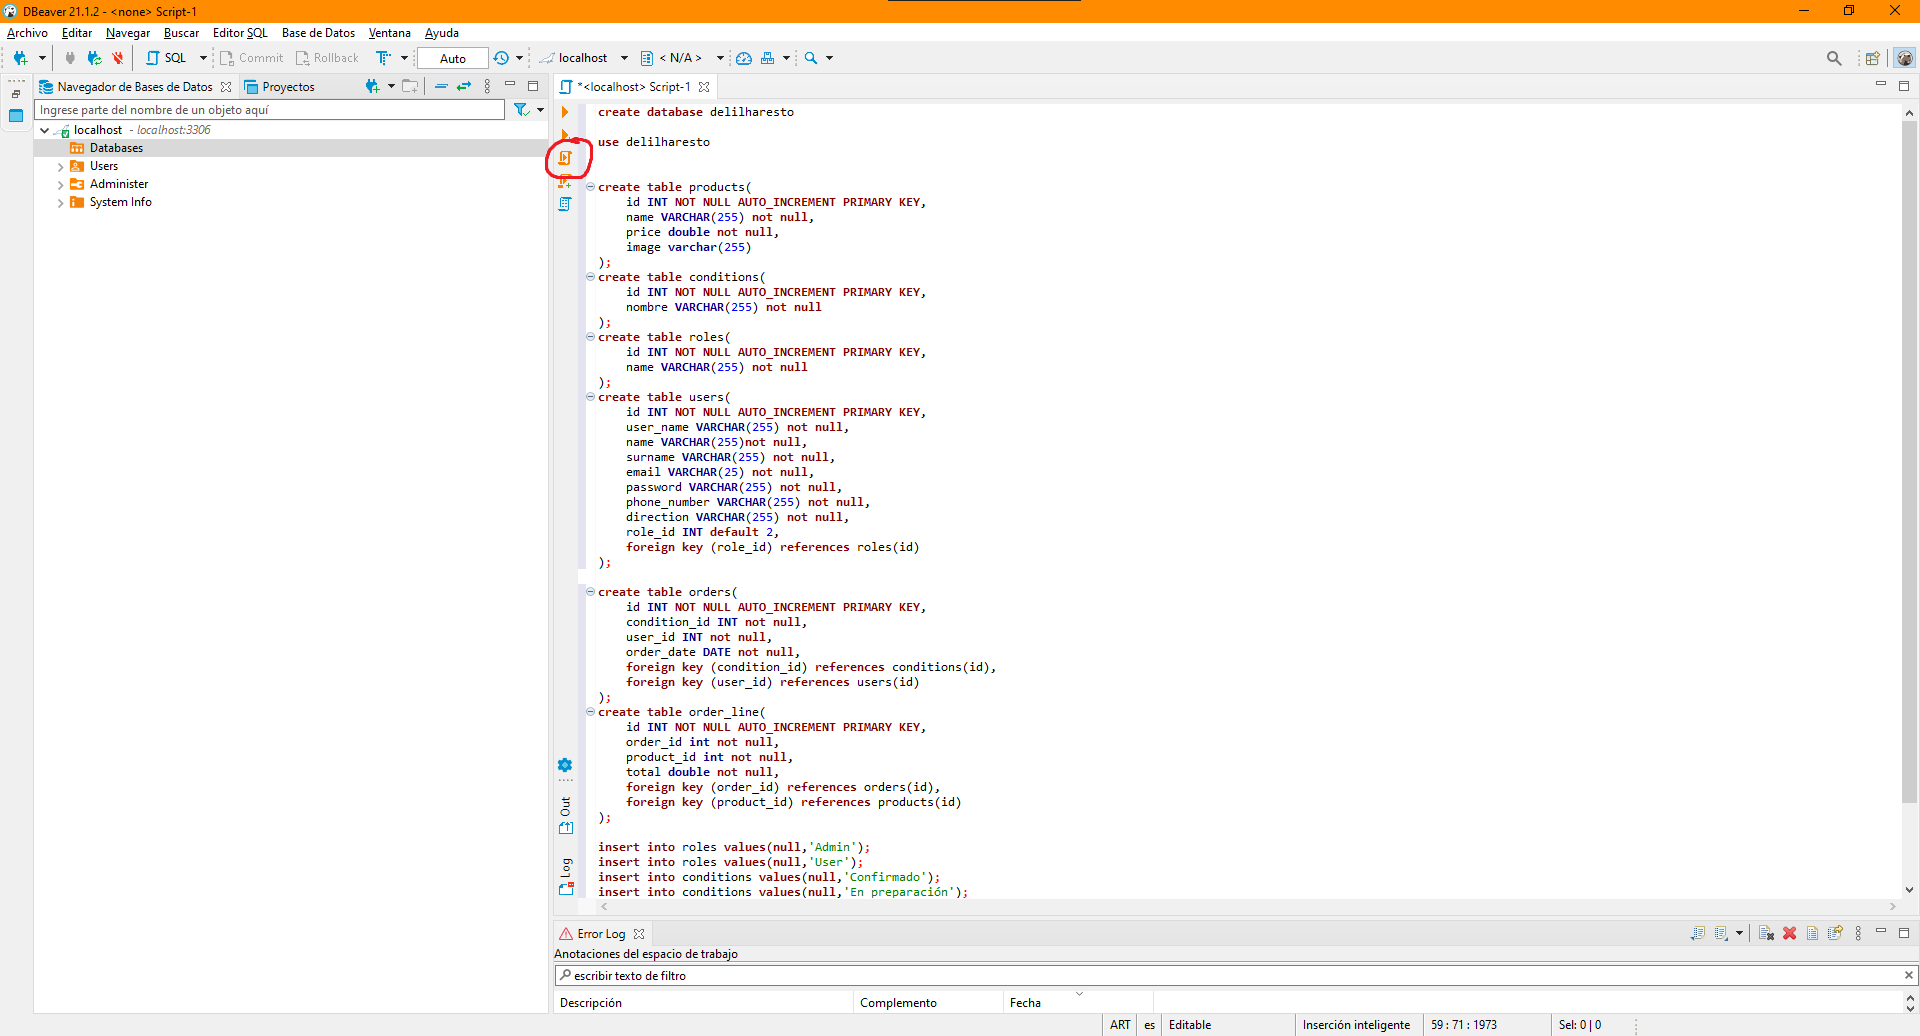 DBeaver 21.1.2 - <none> Script-1
Archivo Editar Navegar Buscar Editor SQL Base de Datos Ventana Ayuda
SQL Commit Rollback Auto localhost < N/A >
Navegador de Bases de Datos Proyectos
Ingrese parte del nombre de un objeto aquí
localhost - localhost:3306
Databases
Users
Administer
System Info
*<localhost> Script-1
create database delilharesto
use delilharesto
create table products(
id INT NOT NULL AUTO_INCREMENT PRIMARY KEY,
name VARCHAR(255) not null,
price double not null,
image varchar(255)
);
create table conditions(
id INT NOT NULL AUTO_INCREMENT PRIMARY KEY,
nombre VARCHAR(255) not null
);
create table roles(
id INT NOT NULL AUTO_INCREMENT PRIMARY KEY,
name VARCHAR(255) not null
);
create table users(
id INT NOT NULL AUTO_INCREMENT PRIMARY KEY,
user_name VARCHAR(255) not null,
name VARCHAR(255)not null,
surname VARCHAR(255) not null,
email VARCHAR(25) not null,
password VARCHAR(255) not null,
phone_number VARCHAR(255) not null,
direction VARCHAR(255) not null,
role_id INT default 2,
foreign key (role_id) references roles(id)
);
create table orders(
id INT NOT NULL AUTO_INCREMENT PRIMARY KEY,
condition_id INT not null,
user_id INT not null,
order_date DATE not null,
foreign key (condition_id) references conditions(id),
foreign key (user_id) references users(id)
);
create table order_line(
id INT NOT NULL AUTO_INCREMENT PRIMARY KEY,
order_id int not null,
product_id int not null,
total double not null,
foreign key (order_id) references orders(id),
foreign key (product_id) references products(id)
);
insert into roles values(null,'Admin');
insert into roles values(null,'User');
insert into conditions values(null,'Confirmado');
insert into conditions values(null,'En preparación');
Out
Log
Error Log
Anotaciones del espacio de trabajo
escribir texto de filtro
Descripción Complemento Fecha
ART es Editable Inserción inteligente 59 : 71 : 1973 Sel: 0 | 0